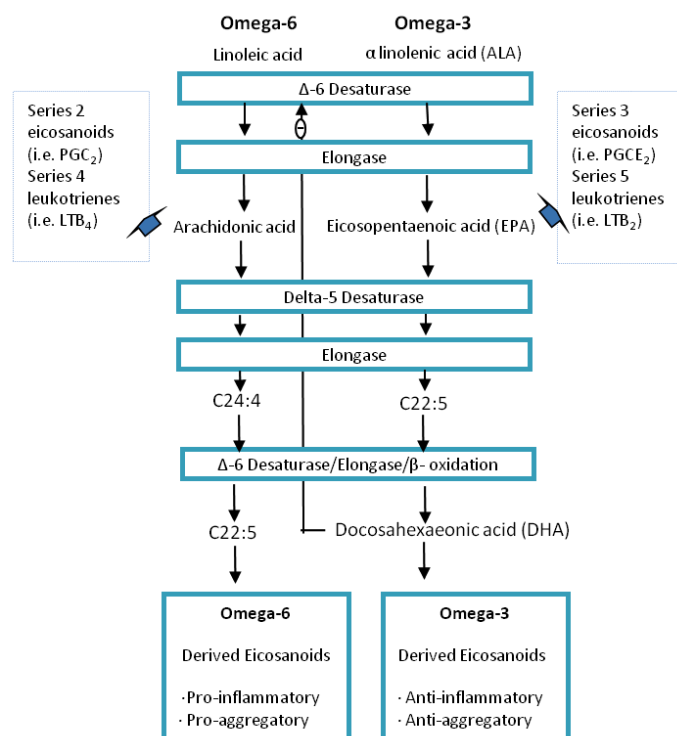 Omega-6
Omega-3
Linoleic acid
α linolenic acid (ALA)
Δ-6 Desaturase
Series 2
eicosanoids
(i.e. PGC₂)
Series 4
leukotrienes
(i.e. LTB₄)
Series 3
eicosanoids
(i.e. PGCE₂)
Series 5
leukotrienes
(i.e. LTB₂)
Elongase
Arachidonic acid
Eicosopentaenoic acid (EPA)
Delta-5 Desaturase
Elongase
C24:4
C22:5
Δ-6 Desaturase/Elongase/β- oxidation
C22:5
Docosahexaeonic acid (DHA)
Omega-6
Derived Eicosanoids
· Pro-inflammatory
· Pro-aggregatory
Omega-3
Derived Eicosanoids
· Anti-inflammatory
· Anti-aggregatory